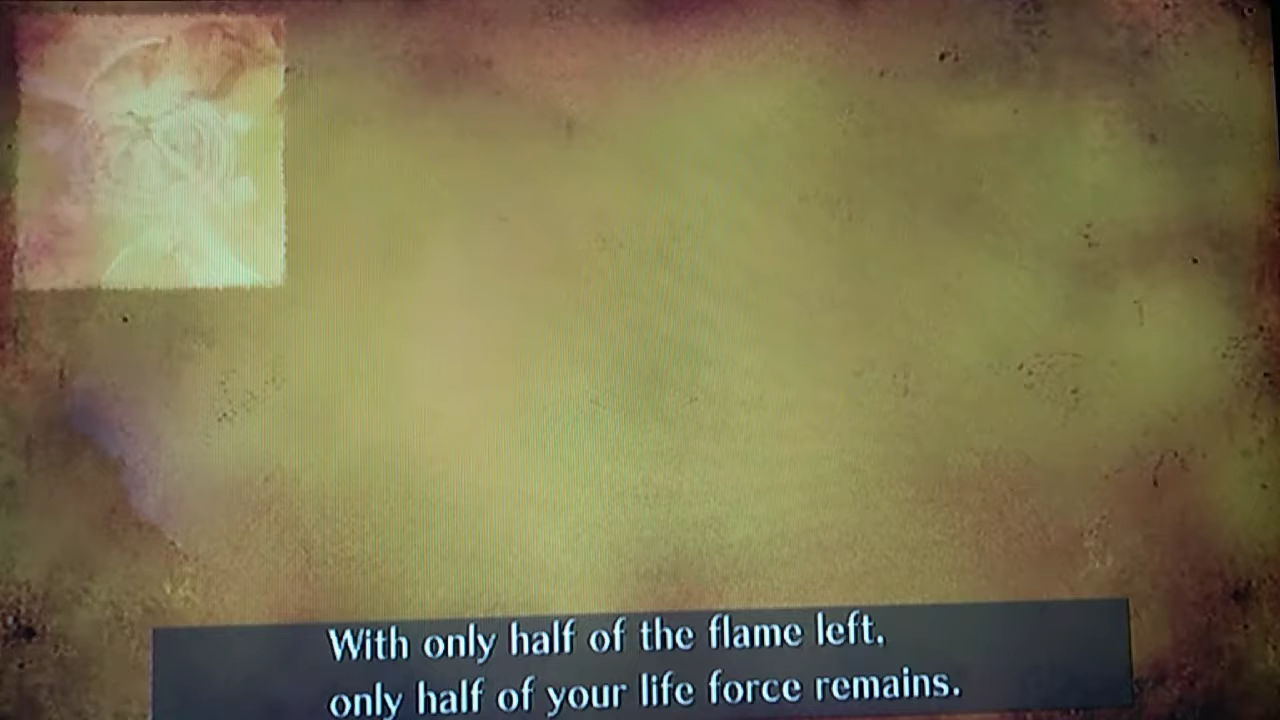 With only half of the flame left,
only half of your life force remains.